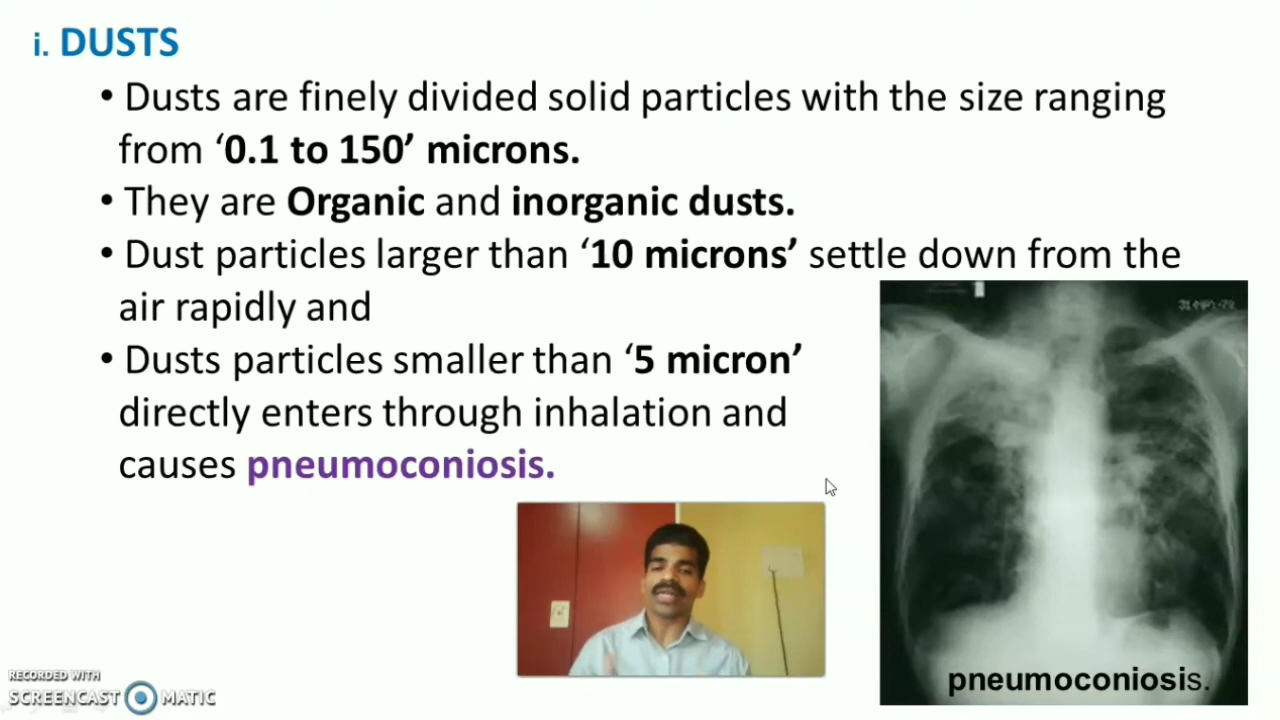 i. DUSTS
• Dusts are finely divided solid particles with the size ranging
from ‘0.1 to 150’ microns.
• They are Organic and inorganic dusts.
• Dust particles larger than ‘10 microns’ settle down from the
air rapidly and
• Dusts particles smaller than ‘5 micron’
directly enters through inhalation and
causes pneumoconiosis.
pneumoconiosis.
RECORDED WITH
SCREENCAST MATIC